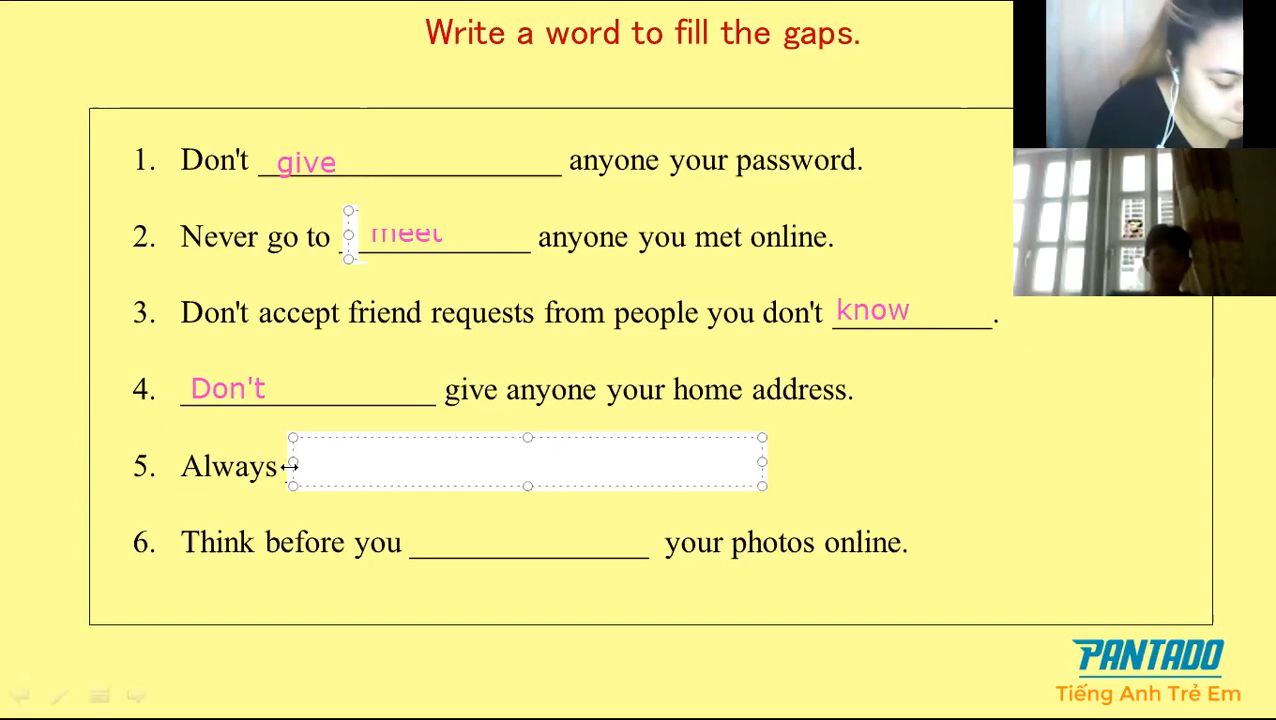 Write a word to fill the gaps.
1. Don't give anyone your password.
2. Never go to meet anyone you met online.
3. Don't accept friend requests from people you don't know.
4. Don't give anyone your home address.
5. Always
6. Think before you ______________ your photos online.
PANTADO
Tiếng Anh Trẻ Em